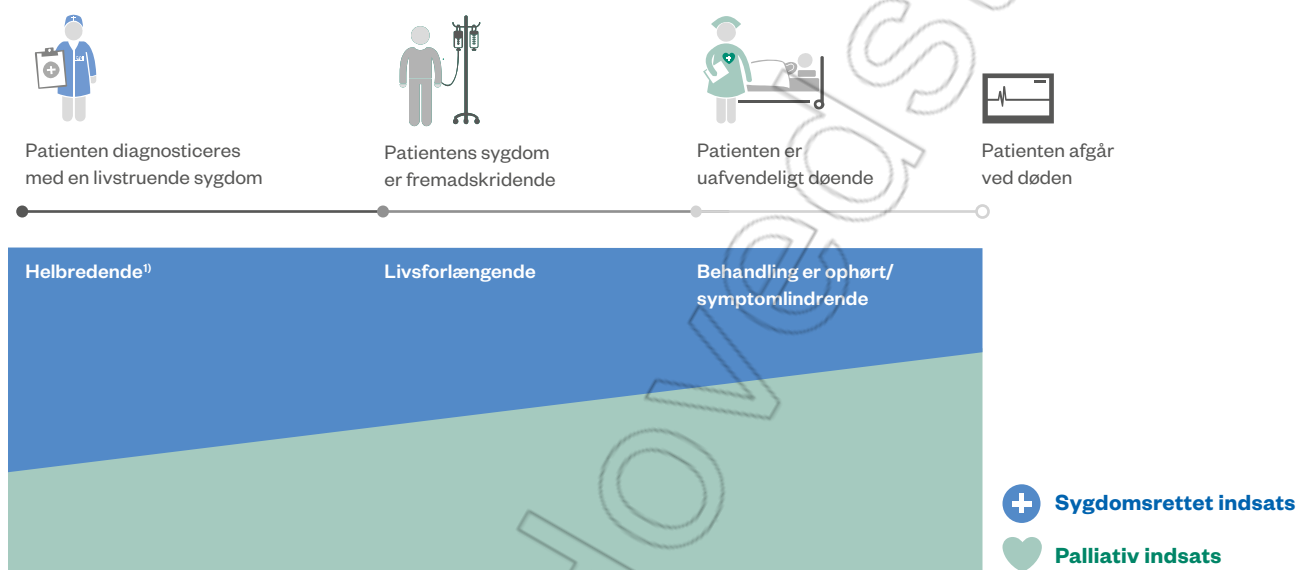 Patienten diagnosticeres
med en livstruende sygdom
Patientens sygdom
er fremadskridende
Patienten er
uafvendeligt døende
Patienten afgår
ved døden
Helbredende¹⁾
Livsforlængende
Behandling er ophørt/
symptomlindrende
Sygdomsrettet indsats
Palliativ indsats